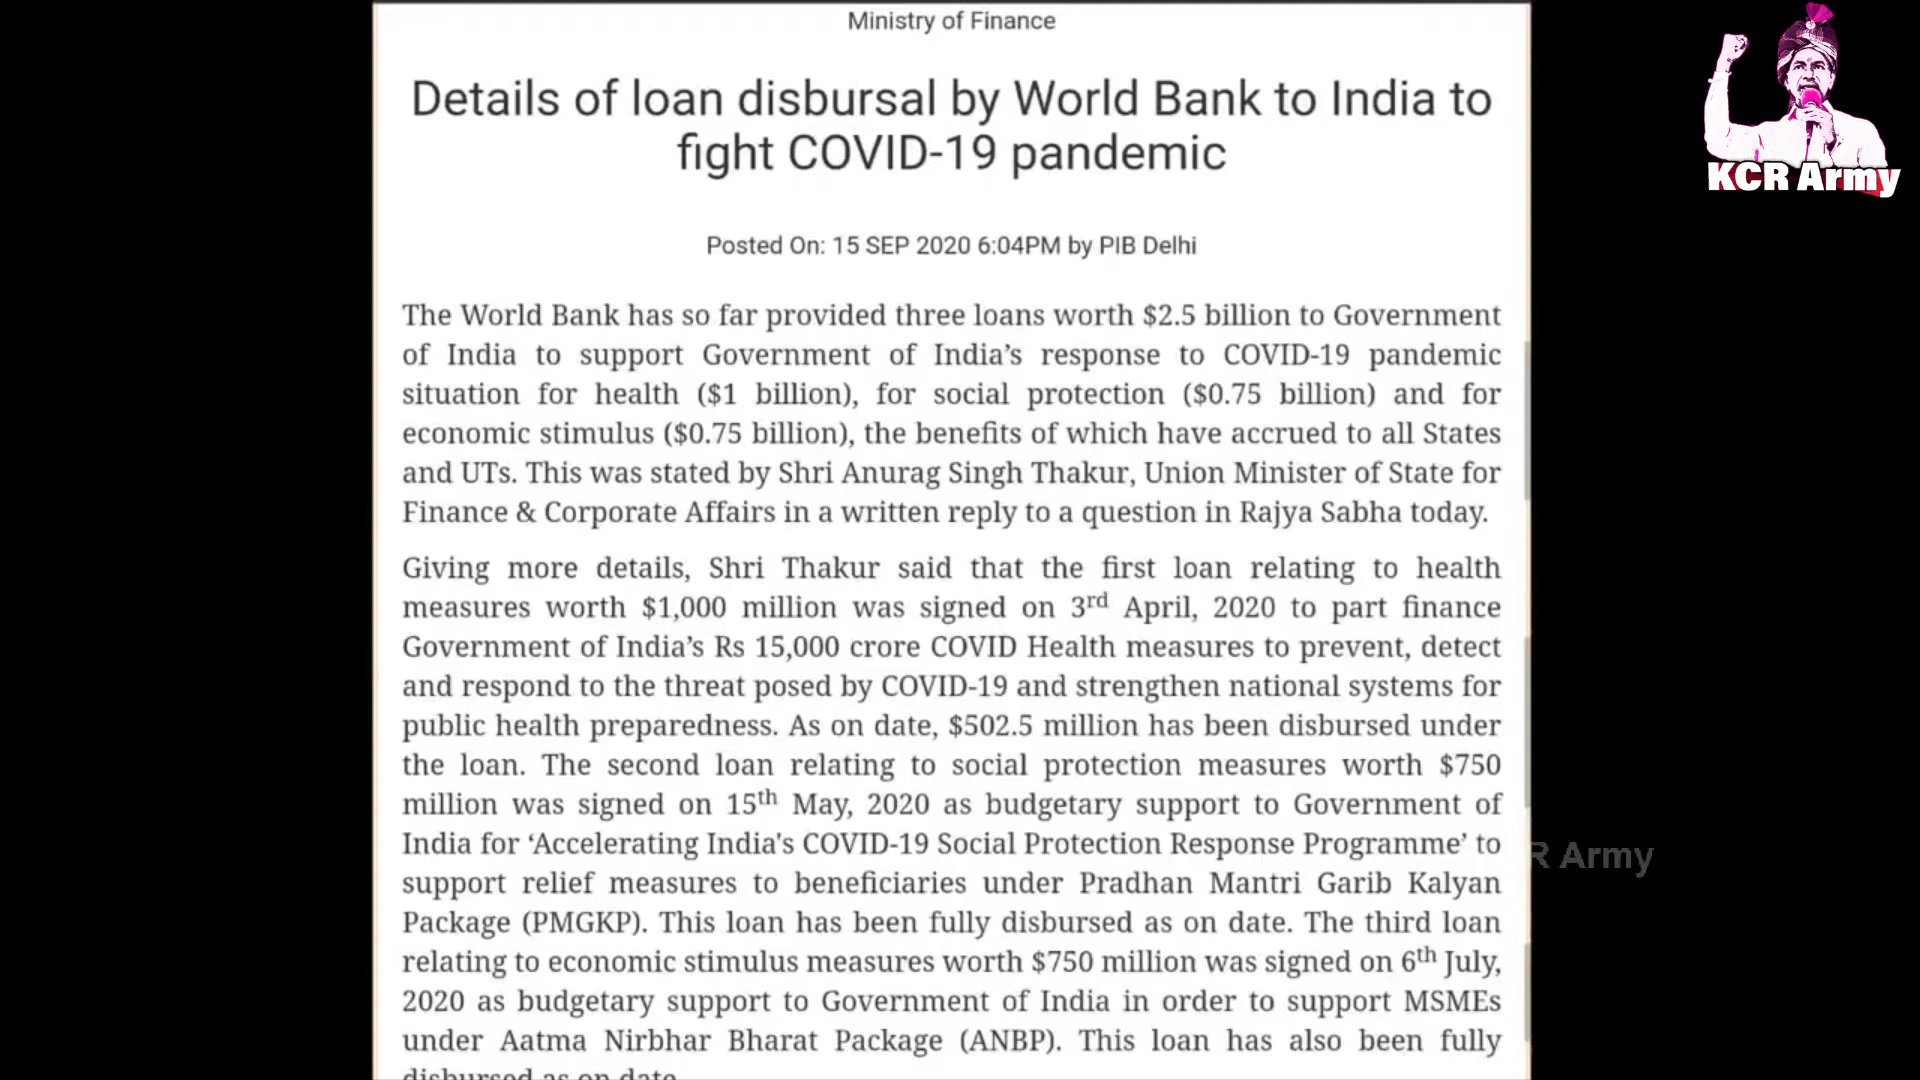 Ministry of Finance
Details of loan disbursal by World Bank to India to
fight COVID-19 pandemic
Posted On: 15 SEP 2020 6:04PM by PIB Delhi
The World Bank has so far provided three loans worth $2.5 billion to Government
of India to support Government of India’s response to COVID-19 pandemic
situation for health ($1 billion), for social protection ($0.75 billion) and for
economic stimulus ($0.75 billion), the benefits of which have accrued to all States
and UTs. This was stated by Shri Anurag Singh Thakur, Union Minister of State for
Finance & Corporate Affairs in a written reply to a question in Rajya Sabha today.
Giving more details, Shri Thakur said that the first loan relating to health
measures worth $1,000 million was signed on 3rd April, 2020 to part finance
Government of India’s Rs 15,000 crore COVID Health measures to prevent, detect
and respond to the threat posed by COVID-19 and strengthen national systems for
public health preparedness. As on date, $502.5 million has been disbursed under
the loan. The second loan relating to social protection measures worth $750
million was signed on 15th May, 2020 as budgetary support to Government of
India for ‘Accelerating India's COVID-19 Social Protection Response Programme’ to
support relief measures to beneficiaries under Pradhan Mantri Garib Kalyan
Package (PMGKP). This loan has been fully disbursed as on date. The third loan
relating to economic stimulus measures worth $750 million was signed on 6th July,
2020 as budgetary support to Government of India in order to support MSMEs
under Aatma Nirbhar Bharat Package (ANBP). This loan has also been fully
disbursed as on date.
KCR Army
R Army